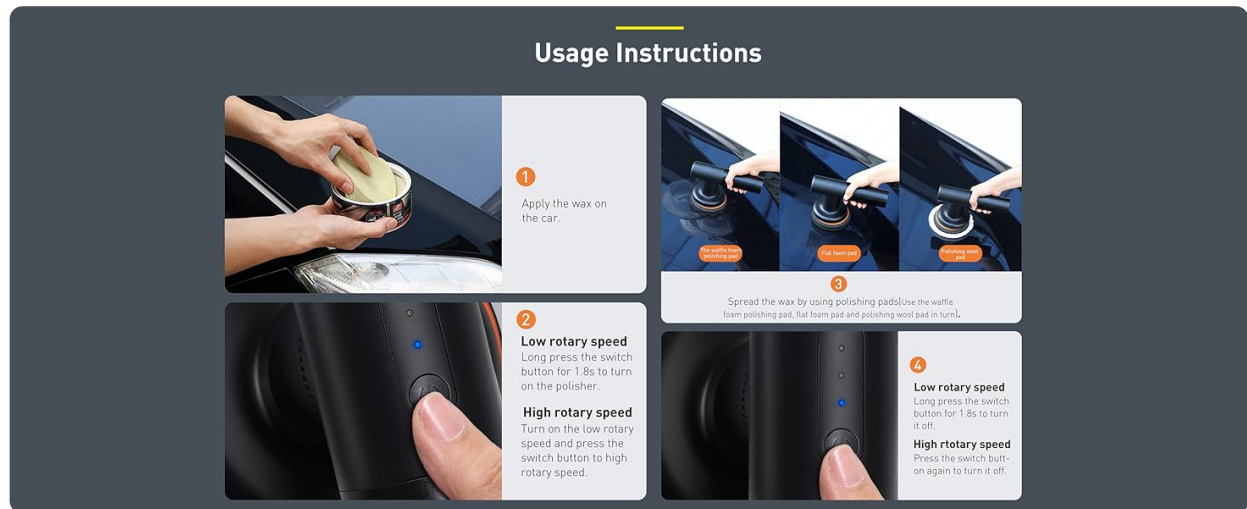 Usage Instructions
1
Apply the wax on
the car.
2
Low rotary speed
Long press the switch
button for 1.8s to turn
on the polisher.
High rotary speed
Turn on the low rotary
speed and press the
switch button to high
rotary speed.
The waffle foam
polishing pad
Flat foam pad
Polishing wool
pad
3
Spread the wax by using polishing pads(Use the waffle
foam polishing pad, flat foam pad and polishing wool pad in turn).
4
Low rotary speed
Long press the switch
button for 1.8s to turn
it off.
High rtotary speed
Press the switch butt-
on again to turn it off.